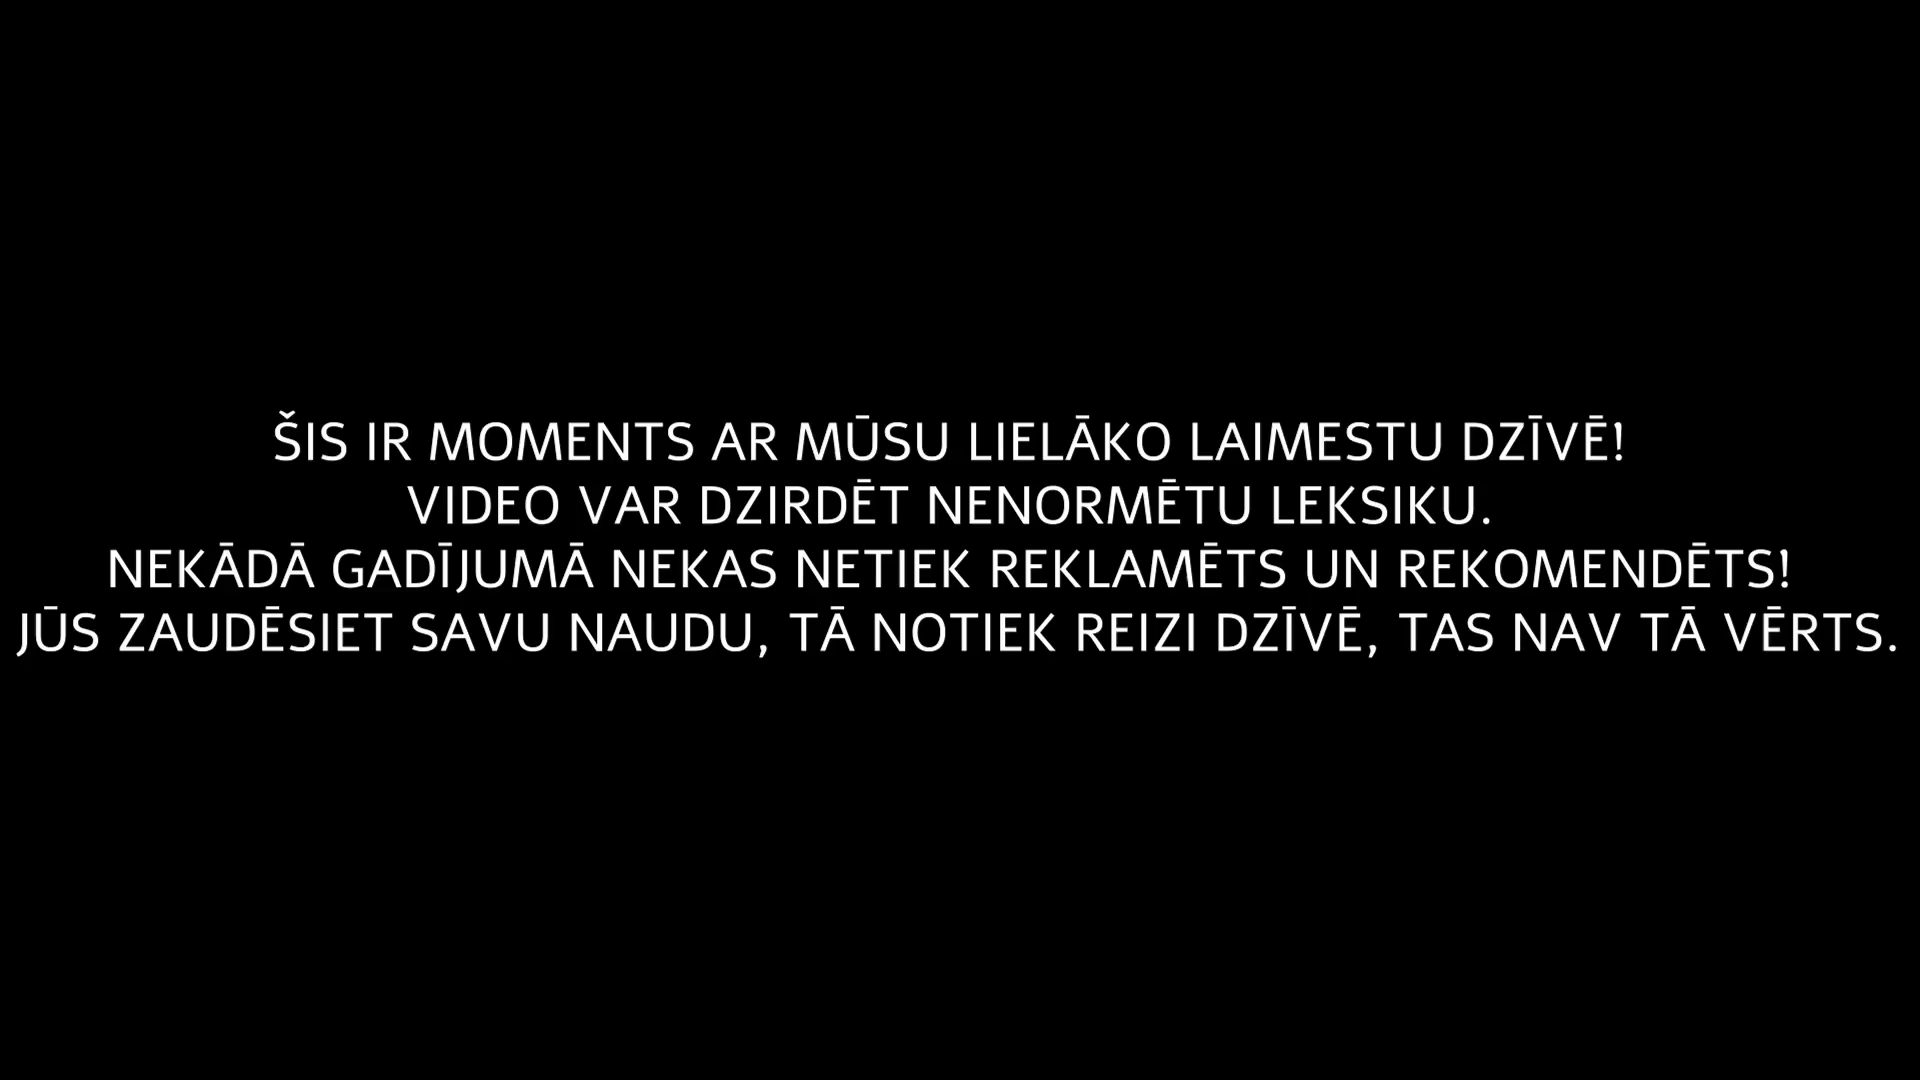 ŠIS IR MOMENTS AR MŪSU LIELĀKO LAIMESTU DZĪVĒ!
VIDEO VAR DZIRDĒT NENORMĒTU LEKSIKU.
NEKĀDĀ GADĪJUMĀ NEKAS NETIEK REKLAMĒTS UN REKOMENDĒTS!
JŪS ZAUDĒSIET SAVU NAUDU, TĀ NOTIEK REIZI DZĪVĒ, TAS NAV TĀ VĒRTS.